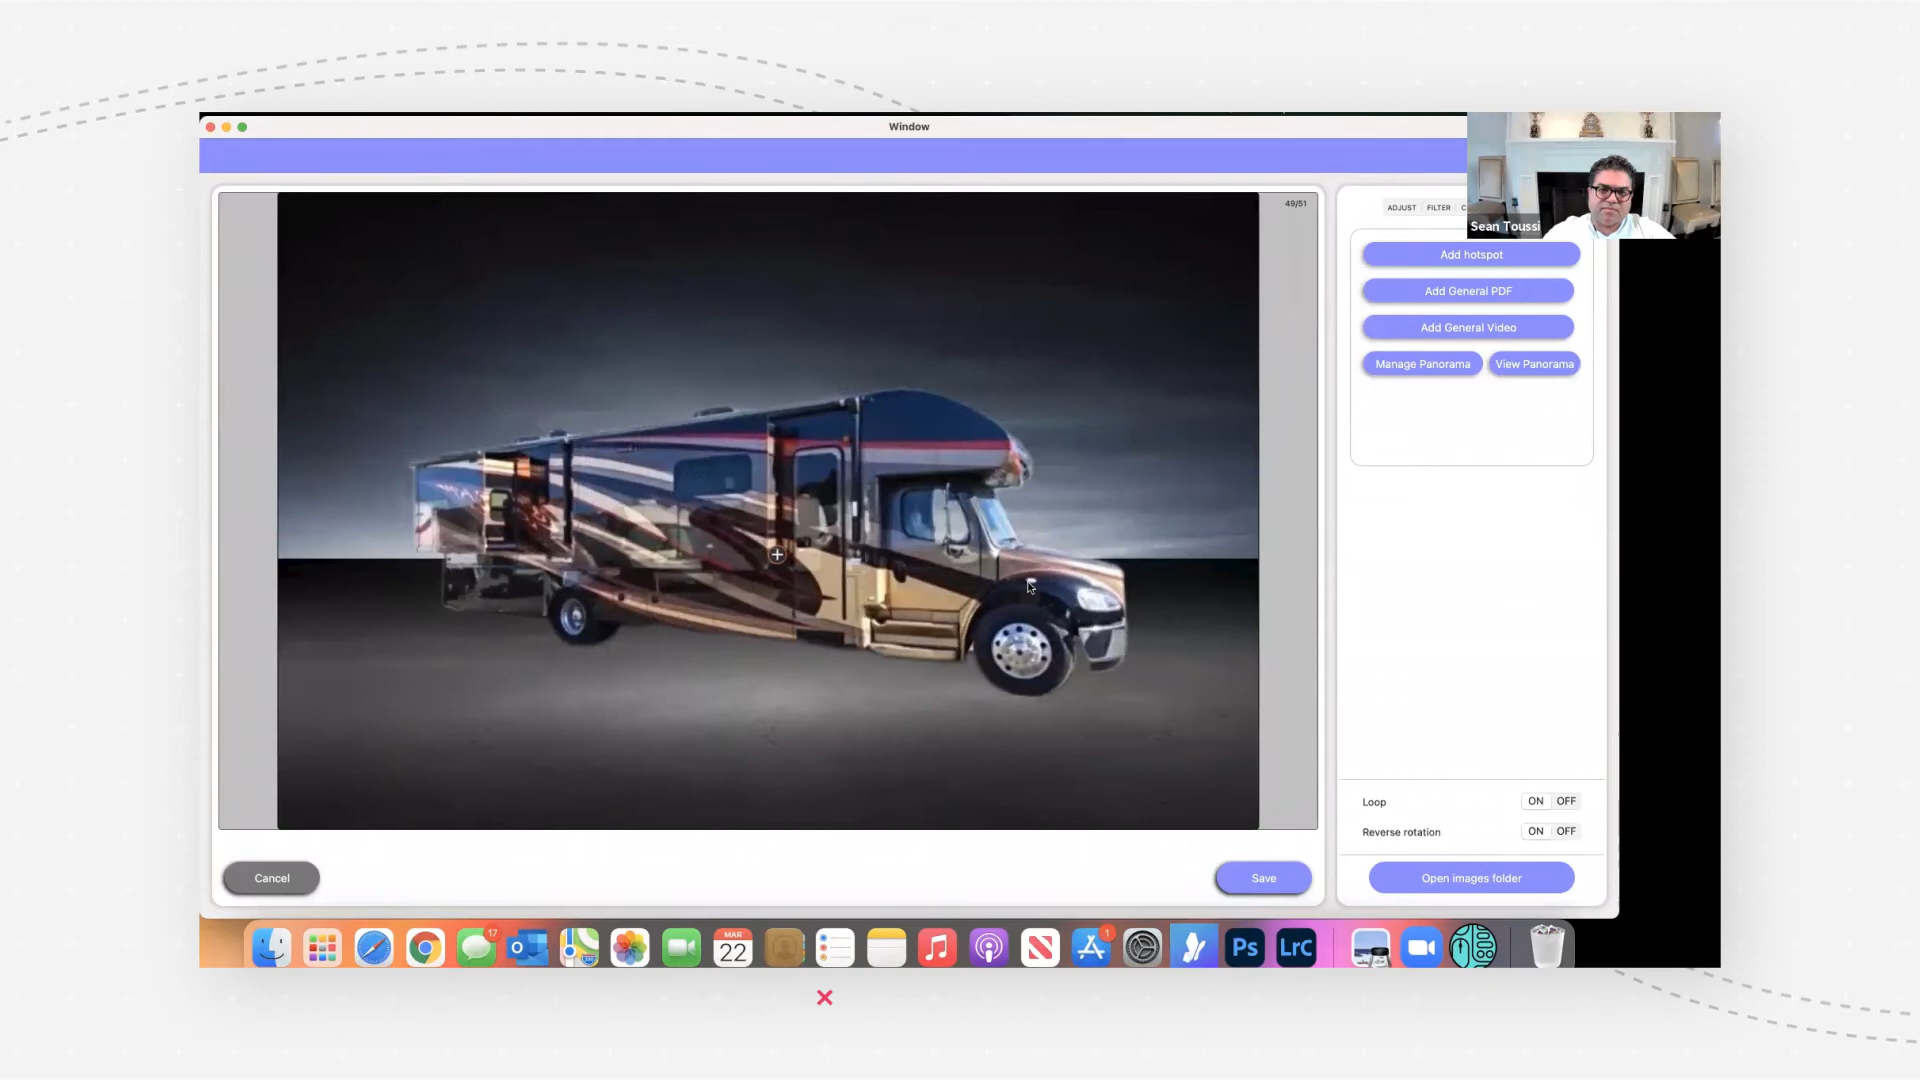 Window
49/51
ADJUST
FILTER
Sean Toussi
Add hotspot
Add General PDF
Add General Video
Manage Panorama
View Panorama
Loop
ON OFF
Reverse rotation
ON OFF
Cancel
Save
Open images folder
17
MAR
22
1
Ps
LrC